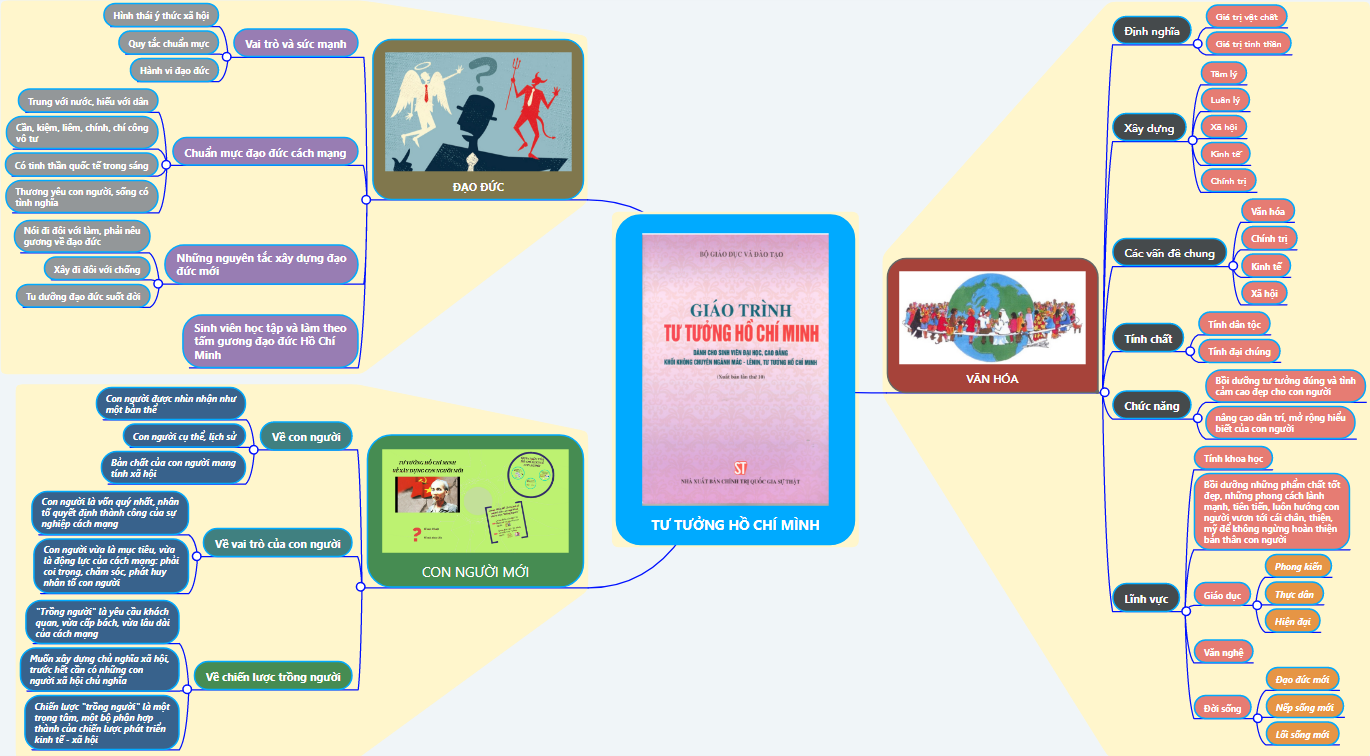 Hình thái ý thức xã hội
Quy tắc chuẩn mực
Hành vi đạo đức
Vai trò và sức mạnh
Trung với nước, hiếu với dân
Cần, kiệm, liêm, chính, chí công
vô tư
Có tinh thần quốc tế trong sáng
Thương yêu con người, sống có
tình nghĩa
Chuẩn mực đạo đức cách mạng
Nói đi đôi với làm, phải nêu
gương về đạo đức
Xây đi đôi với chống
Tu dưỡng đạo đức suốt đời
Những nguyên tắc xây dựng đạo
đức mới
Sinh viên học tập và làm theo
tấm gương đạo đức Hồ Chí
Minh
ĐẠO ĐỨC
Con người được nhìn nhận như
một bản thể
Con người cụ thể, lịch sử
Bản chất của con người mang
tính xã hội
Về con người
Con người là vốn quý nhất, nhân
tố quyết định thành công của sự
nghiệp cách mạng
Con người vừa là mục tiêu, vừa
là động lực của cách mạng: phải
coi trọng, chăm sóc, phát huy
nhân tố con người
Về vai trò của con người
"Trồng người" là yêu cầu khách
quan, vừa cấp bách, vừa lâu dài
của cách mạng
Muốn xây dựng chủ nghĩa xã hội,
trước hết cần có những con
người xã hội chủ nghĩa
Chiến lược "trồng người" là một
trọng tâm, một bộ phận hợp
thành của chiến lược phát triển
kinh tế - xã hội
Về chiến lược trồng người
TƯ TƯỞNG HỒ CHÍ MINH
VỀ XÂY DỰNG CON NGƯỜI MỚI
CON NGƯỜI MỚI
BỘ GIÁO DỤC VÀ ĐÀO TẠO
GIÁO TRÌNH
TƯ TƯỞNG HỒ CHÍ MINH
DÀNH CHO SINH VIÊN ĐẠI HỌC, CAO ĐẲNG
KHỐI KHÔNG CHUYÊN NGÀNH MÁC - LÊNIN, TƯ TƯỞNG HỒ CHÍ MINH
ST
NHÀ XUẤT BẢN CHÍNH TRỊ QUỐC GIA SỰ THẬT
TƯ TƯỞNG HỒ CHÍ MÌNH
VĂN HÓA
Định nghĩa
Giá trị vật chất
Giá trị tinh thần
Xây dựng
Tâm lý
Luân lý
Xã hội
Kinh tế
Chính trị
Các vấn đề chung
Văn hóa
Chính trị
Kinh tế
Xã hội
Tính chất
Tính dân tộc
Tính đại chúng
Chức năng
Bồi dưỡng tư tưởng đúng và tình
cảm cao đẹp cho con người
nâng cao dân trí, mở rộng hiểu
biết của con người
Lĩnh vực
Tính khoa học
Bồi dưỡng những phẩm chất tốt
đẹp, những phong cách lành
mạnh, tiên tiến, luôn hướng con
người vươn tới cái chân, thiện,
mỹ để không ngừng hoàn thiện
bản thân con người
Giáo dục
Phong kiến
Thực dân
Hiện đại
Văn nghệ
Đời sống
Đạo đức mới
Nếp sống mới
Lối sống mới